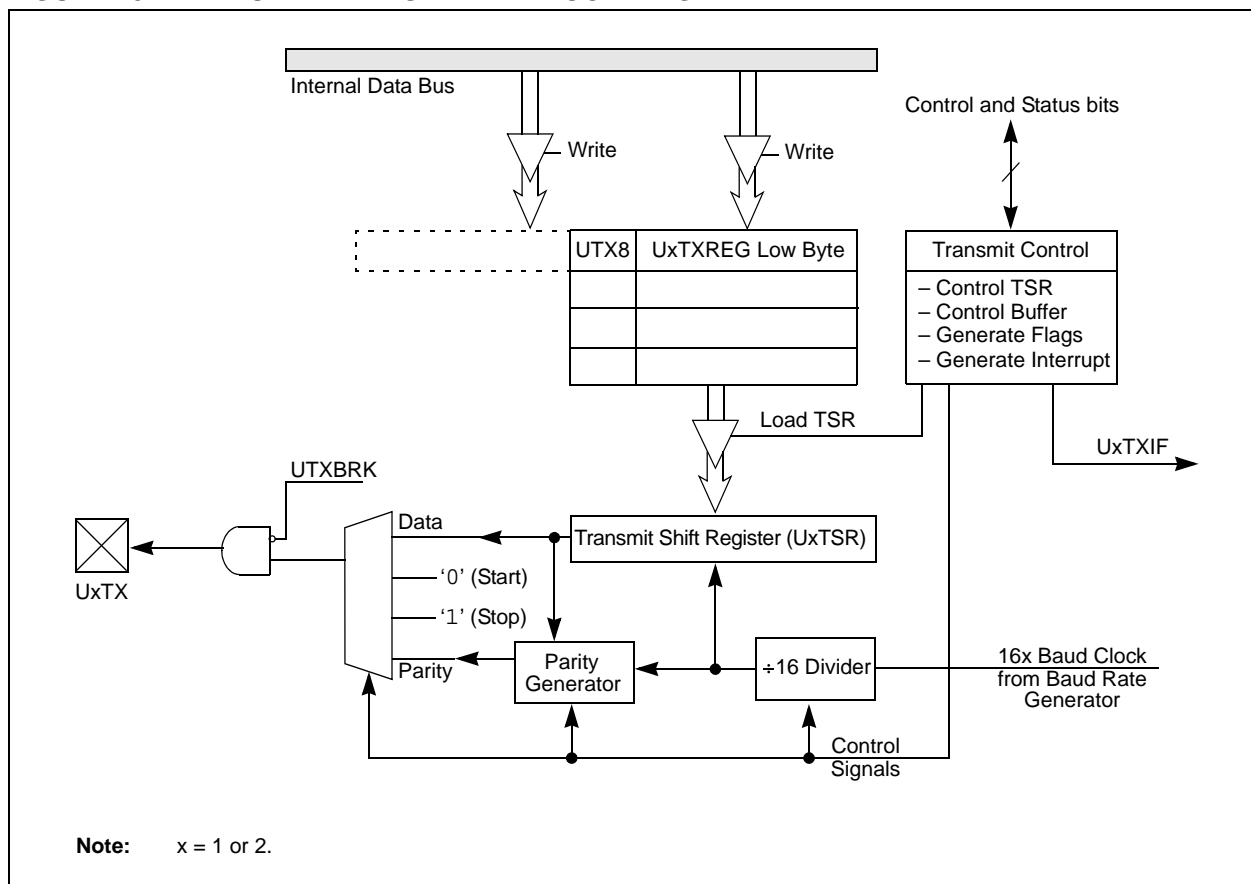 Internal Data Bus
Control and Status bits
Write
Write
UTX8
UxTXREG Low Byte
Transmit Control
– Control TSR
– Control Buffer
– Generate Flags
– Generate Interrupt
Load TSR
UxTXIF
UTXBRK
Data
Transmit Shift Register (UxTSR)
UxTX
‘0’ (Start)
‘1’ (Stop)
Parity
Parity
Generator
÷16 Divider
16x Baud Clock
from Baud Rate
Generator
Control
Signals
Note: x = 1 or 2.